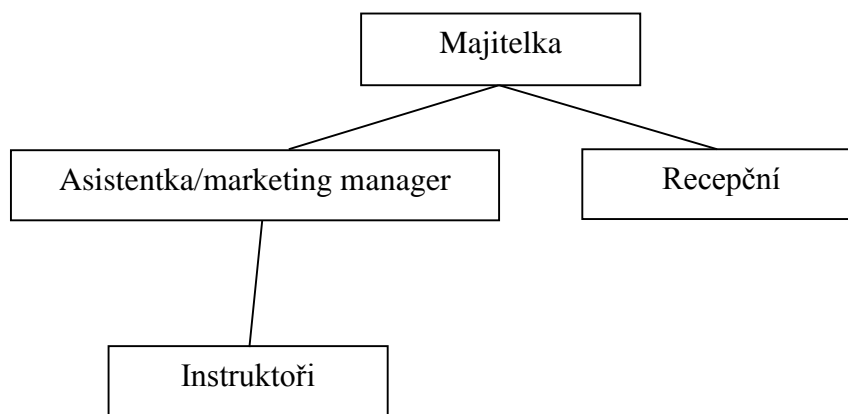 Majitelka
Asistentka/marketing manager
Recepční
Instruktoři